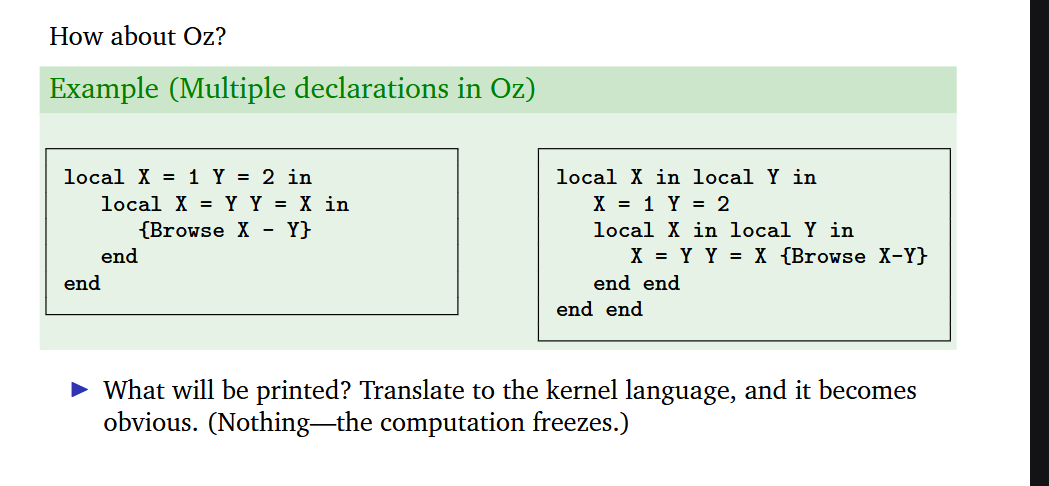 How about Oz?
Example (Multiple declarations in Oz)
local X = 1 Y = 2 in
local X = Y Y = X in
{Browse X - Y}
end
end
local X in local Y in
X = 1 Y = 2
local X in local Y in
X = Y Y = X {Browse X-Y}
end end
end end
▶ What will be printed? Translate to the kernel language, and it becomes
obvious. (Nothing—the computation freezes.)